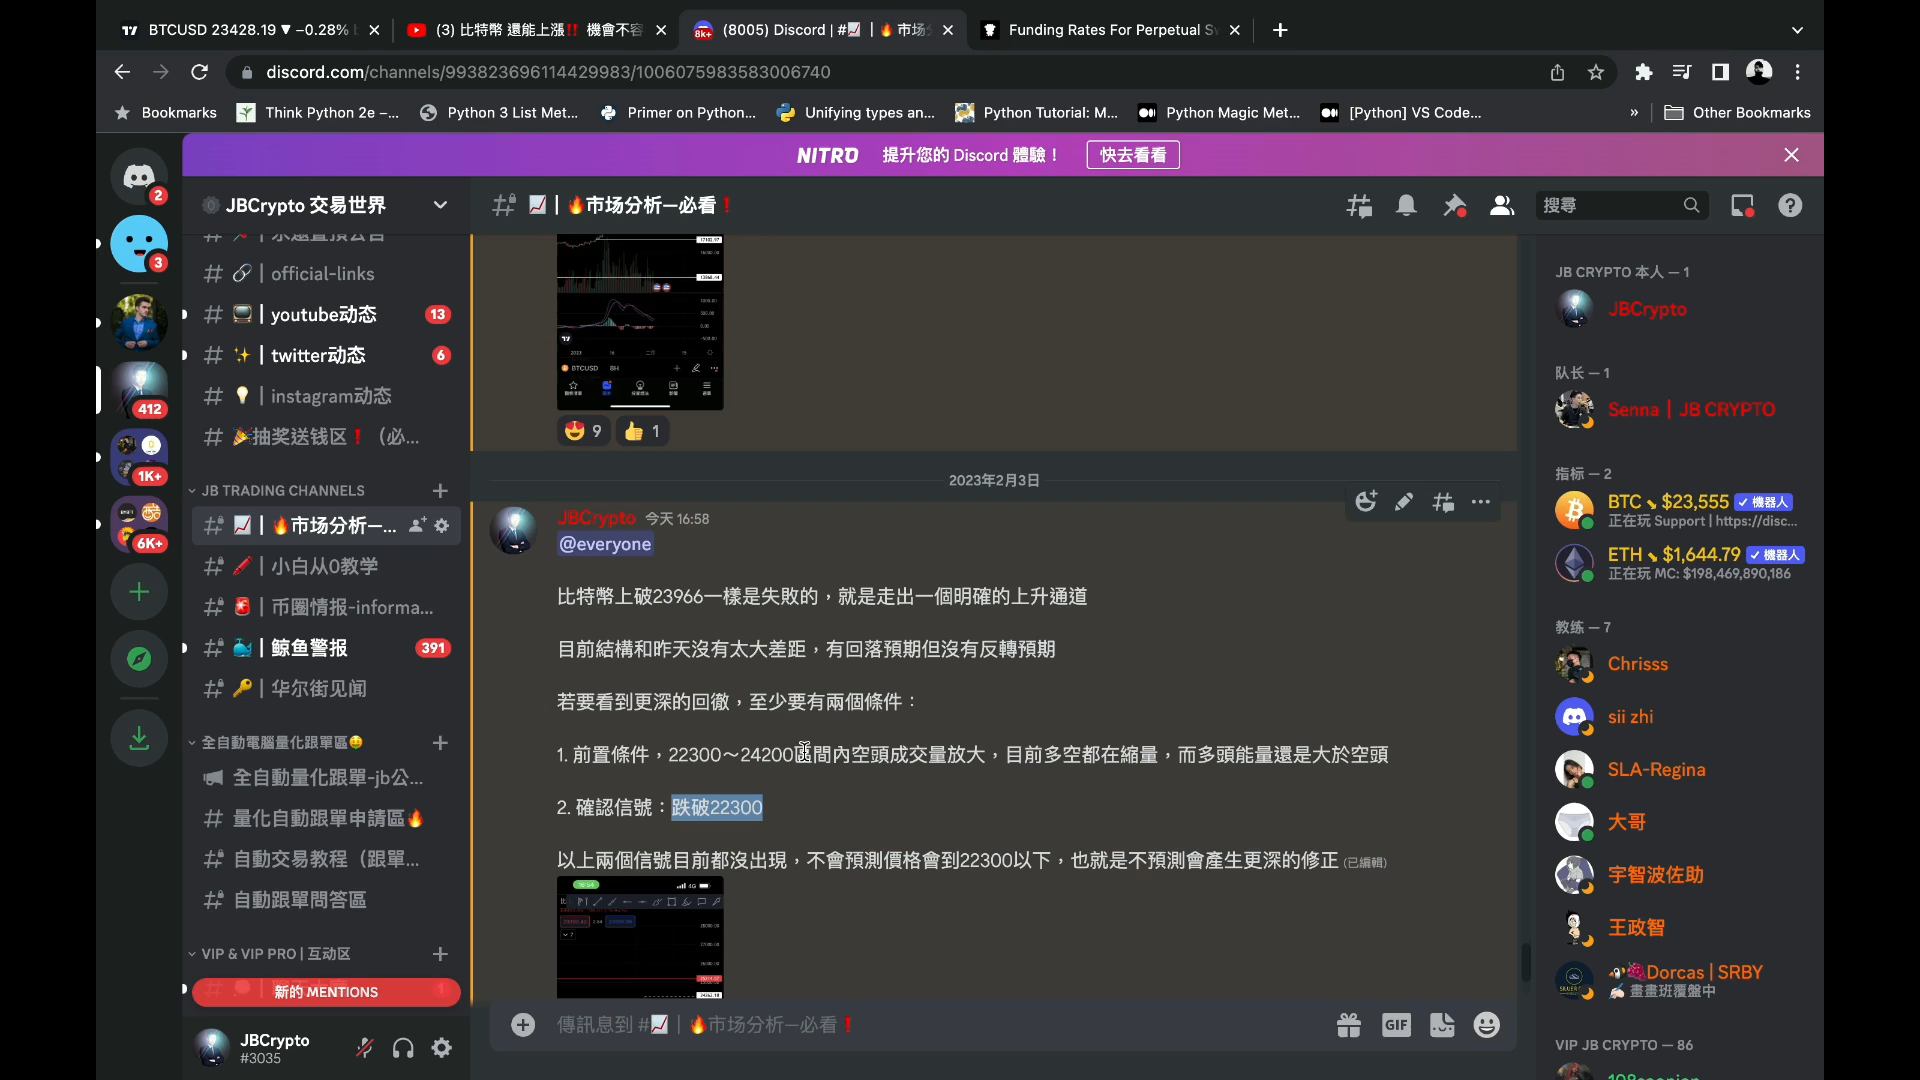 BTCUSD 23428.19 ▼ −0.28%
(3) 比特幣 還能上漲‼ 機會不容
(8005) Discord | #📈 | 🔥市场分
Funding Rates For Perpetual Sw
discord.com/channels/993823696114429983/1006075983583006740
Bookmarks
Think Python 2e –...
Python 3 List Met...
Primer on Python...
Unifying types an...
Python Tutorial: M...
Python Magic Met...
[Python] VS Code...
»
Other Bookmarks
NITRO 提升您的 Discord 體驗！ 快去看看
JBCrypto 交易世界
# 📈 | 🔥市场分析—必看❗
搜尋
2
3
412
1K+
6K+
# 🔗 | official-links
# 📺 | youtube动态 13
# ✨ | twitter动态 6
# 💡 | instagram动态
# 🎉抽奖送钱区❗（必...
JB TRADING CHANNELS
# 📈 | 🔥市场分析—...
# 🖍 | 小白从0教学
# 🚨 | 币圈情报-informa...
# 🐳 | 鲸鱼警报 391
# 🔑 | 华尔街见闻
全自動電腦量化跟單區🤑
全自動量化跟單-jb公...
# 量化自動跟單申請區🔥
# 自動交易教程（跟單...
# 自動跟單問答區
VIP & VIP PRO | 互动区
新的 MENTIONS
1
JBCrypto
#3035
BTCUSD 8H
😍 9 👍 1
2023年2月3日
JBCrypto 今天 16:58
@everyone
比特幣上破23966一樣是失敗的，就是走出一個明確的上升通道
目前結構和昨天沒有太大差距，有回落預期但沒有反轉預期
若要看到更深的回徹，至少要有兩個條件：
1. 前置條件，22300～24200區間內空頭成交量放大，目前多空都在縮量，而多頭能量還是大於空頭
2. 確認信號：跌破22300
以上兩個信號目前都沒出現，不會預測價格會到22300以下，也就是不預測會產生更深的修正 (已編輯)
傳訊息到 #📈 | 🔥市场分析—必看❗
GIF
JB CRYPTO 本人 — 1
JBCrypto
队长 — 1
Senna | JB CRYPTO
指标 — 2
BTC ⬊ $23,555 ✓ 機器人
正在玩 Support | https://disc...
ETH ⬊ $1,644.79 ✓ 機器人
正在玩 MC: $198,469,890,186
教练 — 7
Chrisss
sii zhi
SLA-Regina
大哥
宇智波佐助
王政智
Dorcas | SRBY
畫畫班覆盤中
VIP JB CRYPTO — 86